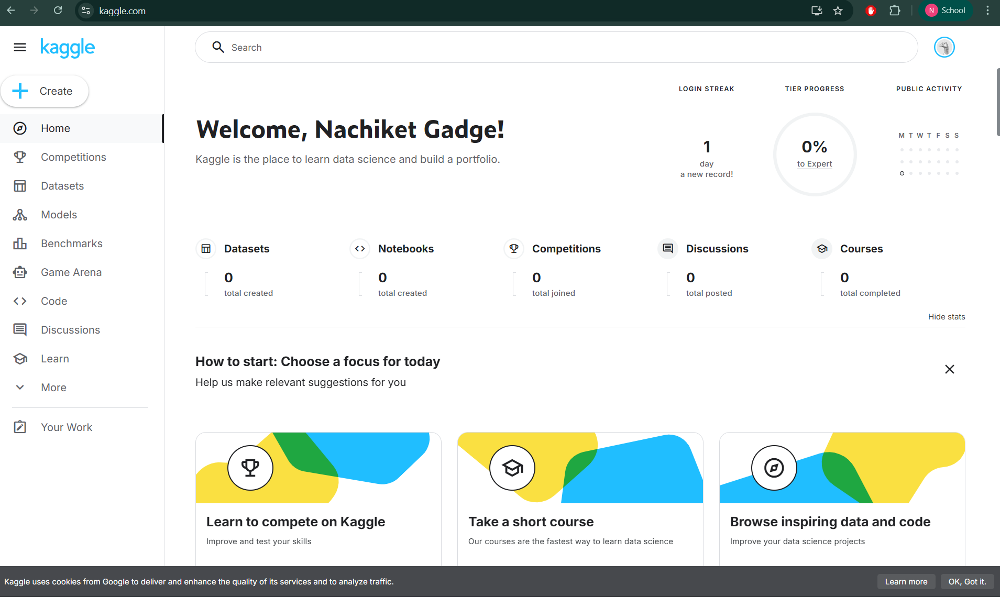 kaggle.com
N School
kaggle
Search
Create
Home
Competitions
Datasets
Models
Benchmarks
Game Arena
Code
Discussions
Learn
More
Your Work
LOGIN STREAK
TIER PROGRESS
PUBLIC ACTIVITY
Welcome, Nachiket Gadge!
Kaggle is the place to learn data science and build a portfolio.
1
day
a new record!
0%
to Expert
M T W T F S S
Datasets
0
total created
Notebooks
0
total created
Competitions
0
total joined
Discussions
0
total posted
Courses
0
total completed
Hide stats
How to start: Choose a focus for today
Help us make relevant suggestions for you
Learn to compete on Kaggle
Improve and test your skills
Take a short course
Our courses are the fastest way to learn data science
Browse inspiring data and code
Improve your data science projects
Kaggle uses cookies from Google to deliver and enhance the quality of its services and to analyze traffic.
Learn more
OK, Got it.